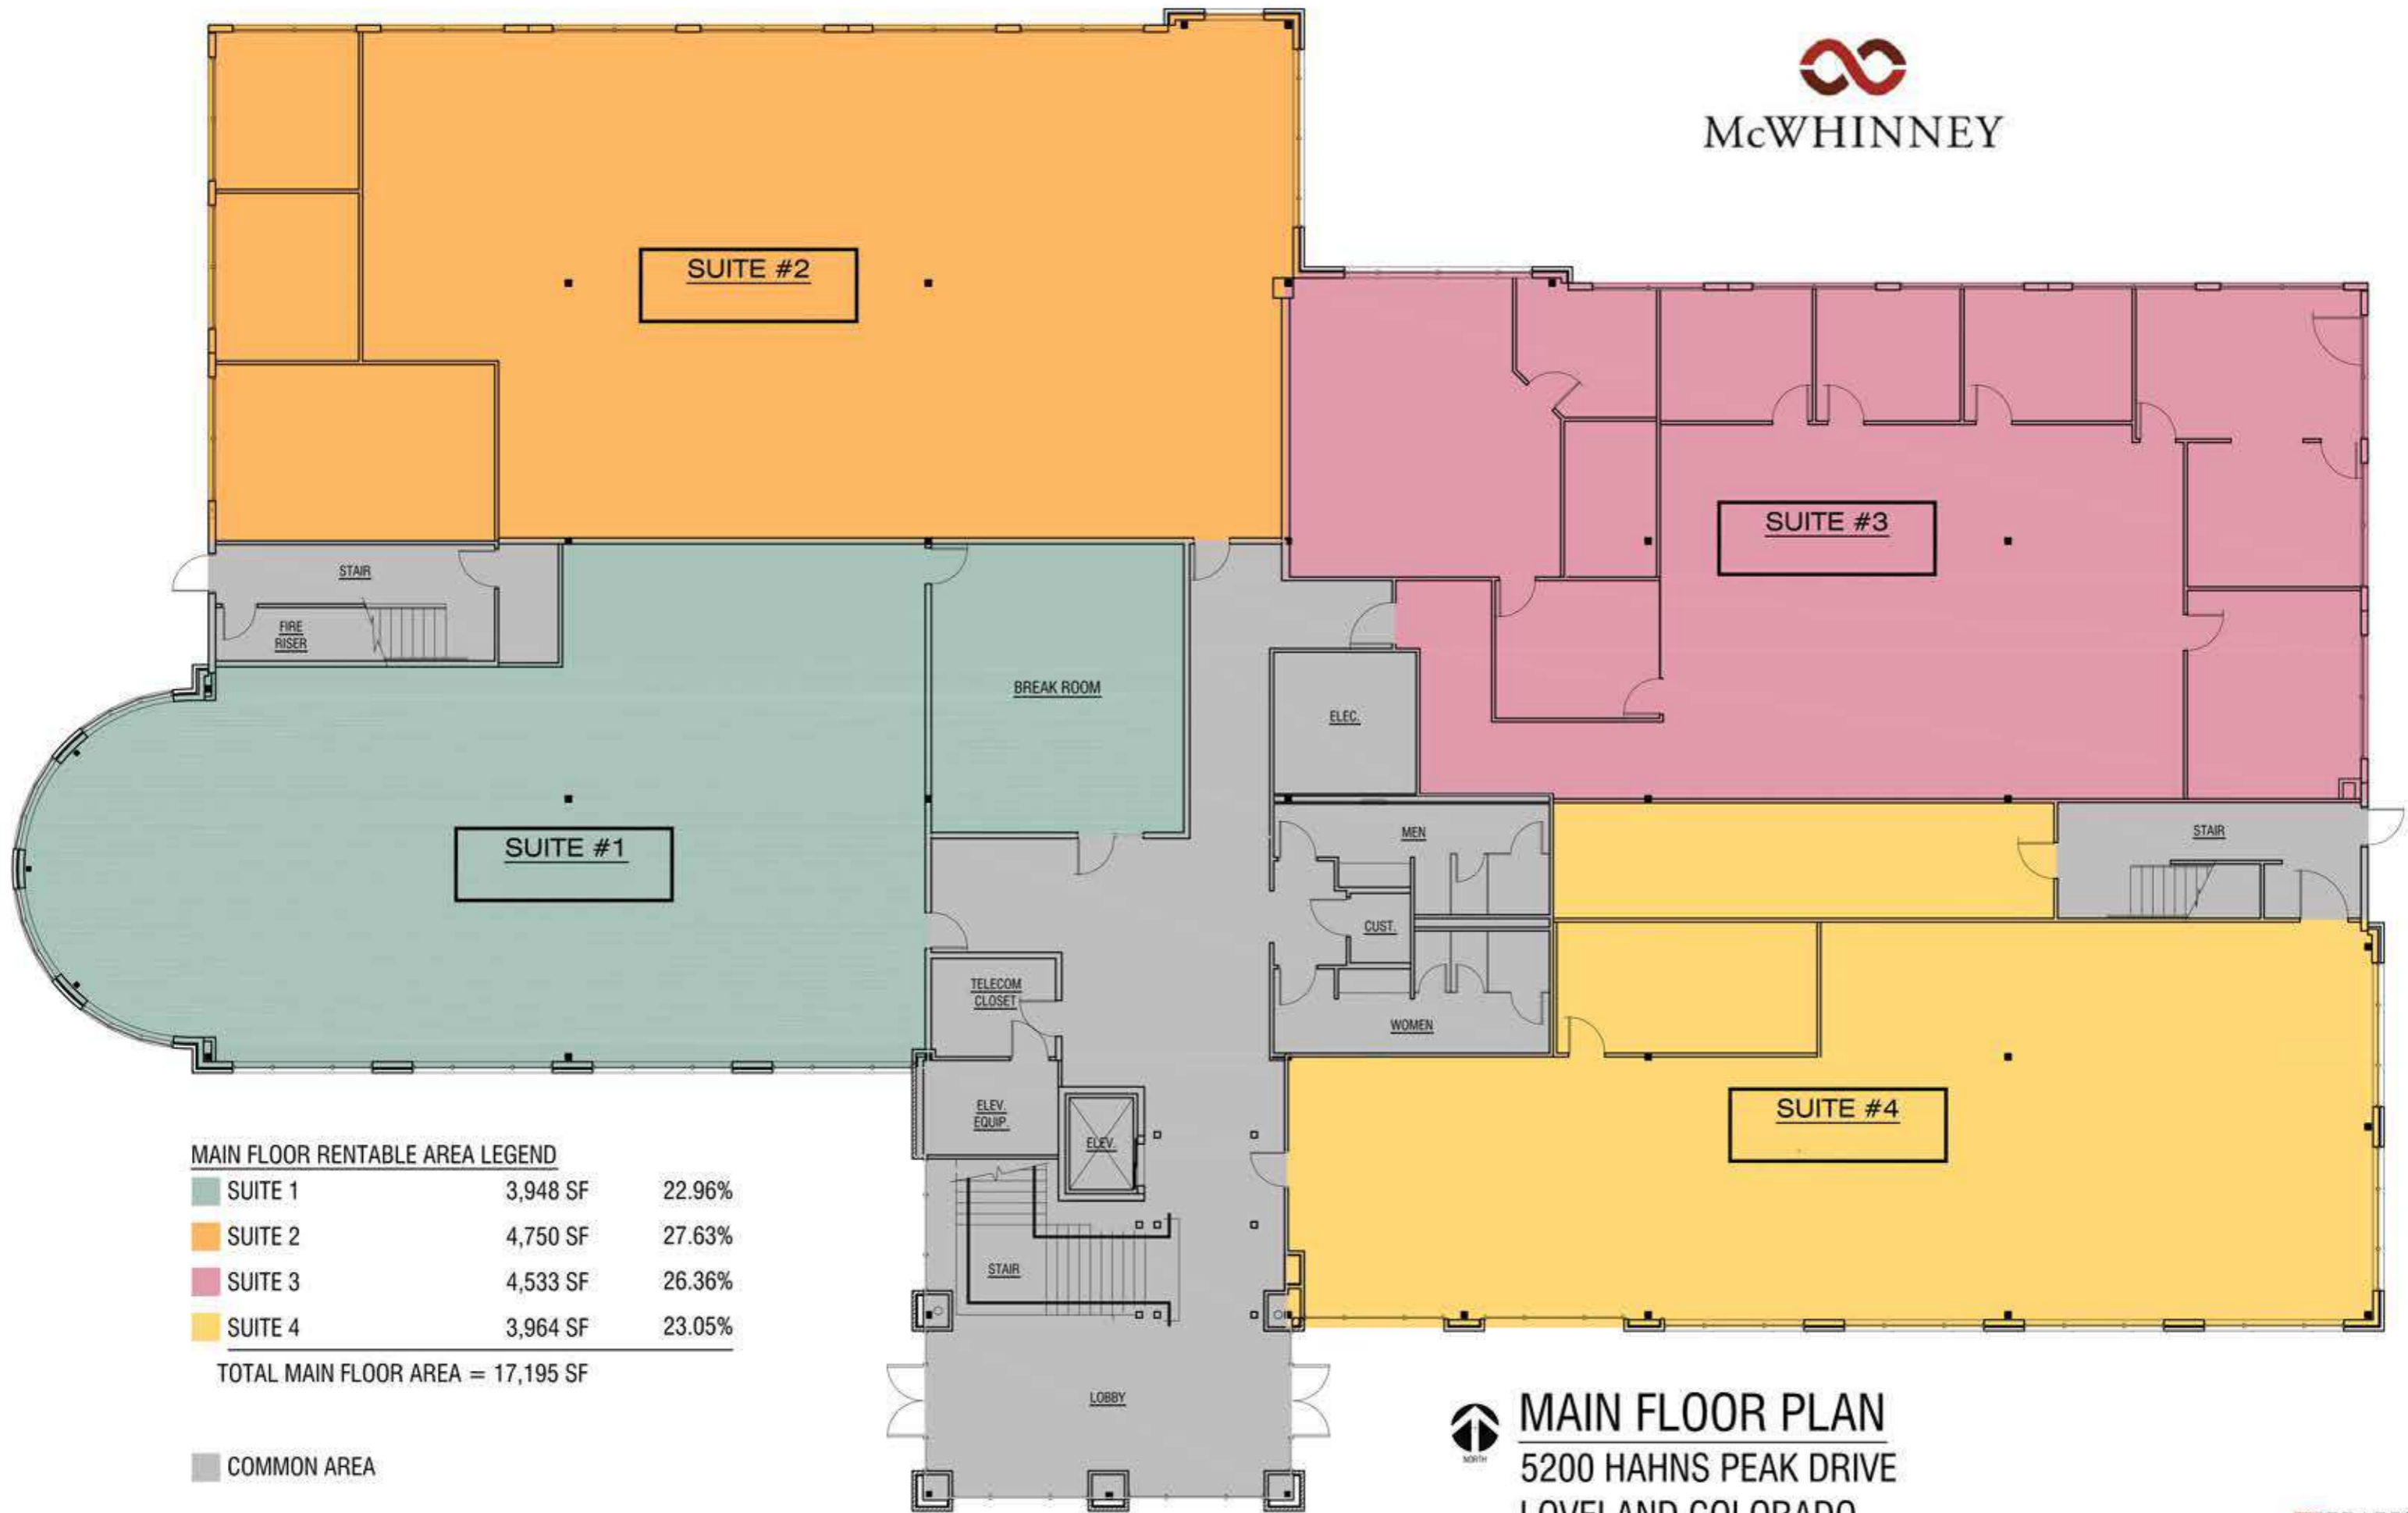 McWHINNEY
SUITE #2
SUITE #3
STAIR
FIRE
RISER
BREAK ROOM
ELEC.
SUITE #1
MEN
STAIR
CUST.
TELECOM
CLOSET
WOMEN
ELEV.
EQUIP.
ELEV.
SUITE #4
STAIR
LOBBY
MAIN FLOOR RENTABLE AREA LEGEND
SUITE 1 3,948 SF 22.96%
SUITE 2 4,750 SF 27.63%
SUITE 3 4,533 SF 26.36%
SUITE 4 3,964 SF 23.05%
TOTAL MAIN FLOOR AREA = 17,195 SF
COMMON AREA
NORTH
MAIN FLOOR PLAN
5200 HAHNS PEAK DRIVE
LOVELAND COLORADO